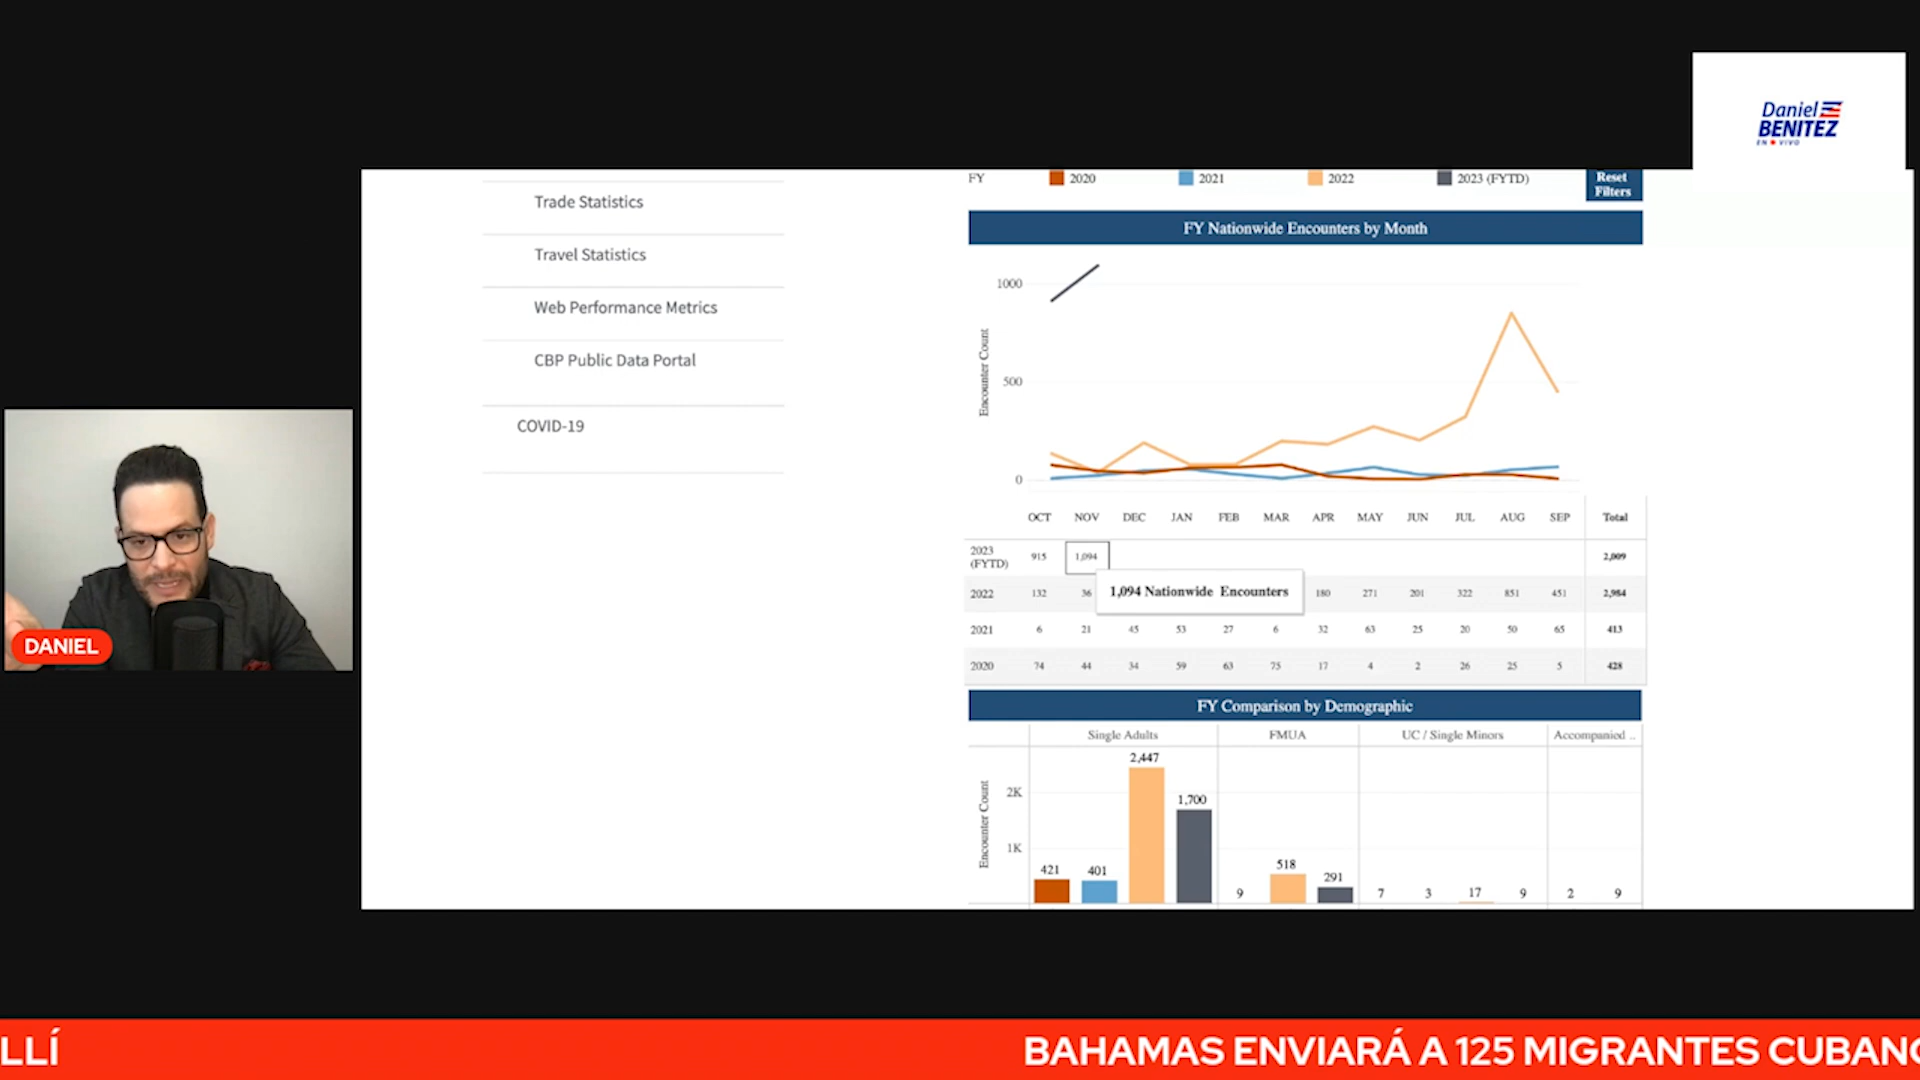 Daniel
BENITEZ
EN VIVO
FY 2020 2021 2022 2023 (FYTD)
Reset
Filters
Trade Statistics
Travel Statistics
Web Performance Metrics
CBP Public Data Portal
COVID-19
FY Nationwide Encounters by Month
Encounter Count
1000
500
0
OCT NOV DEC JAN FEB MAR APR MAY JUN JUL AUG SEP Total
2023
(FYTD) 915 1,094 2,009
2022 132 36 180 271 201 322 851 451 2,984
1,094 Nationwide Encounters
2021 6 21 45 53 27 6 32 63 25 20 50 65 413
2020 74 44 34 59 63 75 17 4 2 26 25 5 428
FY Comparison by Demographic
Single Adults FMUA UC / Single Minors Accompanied ..
Encounter Count
2K
1K
421 401 2,447 1,700 9 518 291 7 3 17 9 2 9
DANIEL
LLÍ BAHAMAS ENVIARÁ A 125 MIGRANTES CUBANO